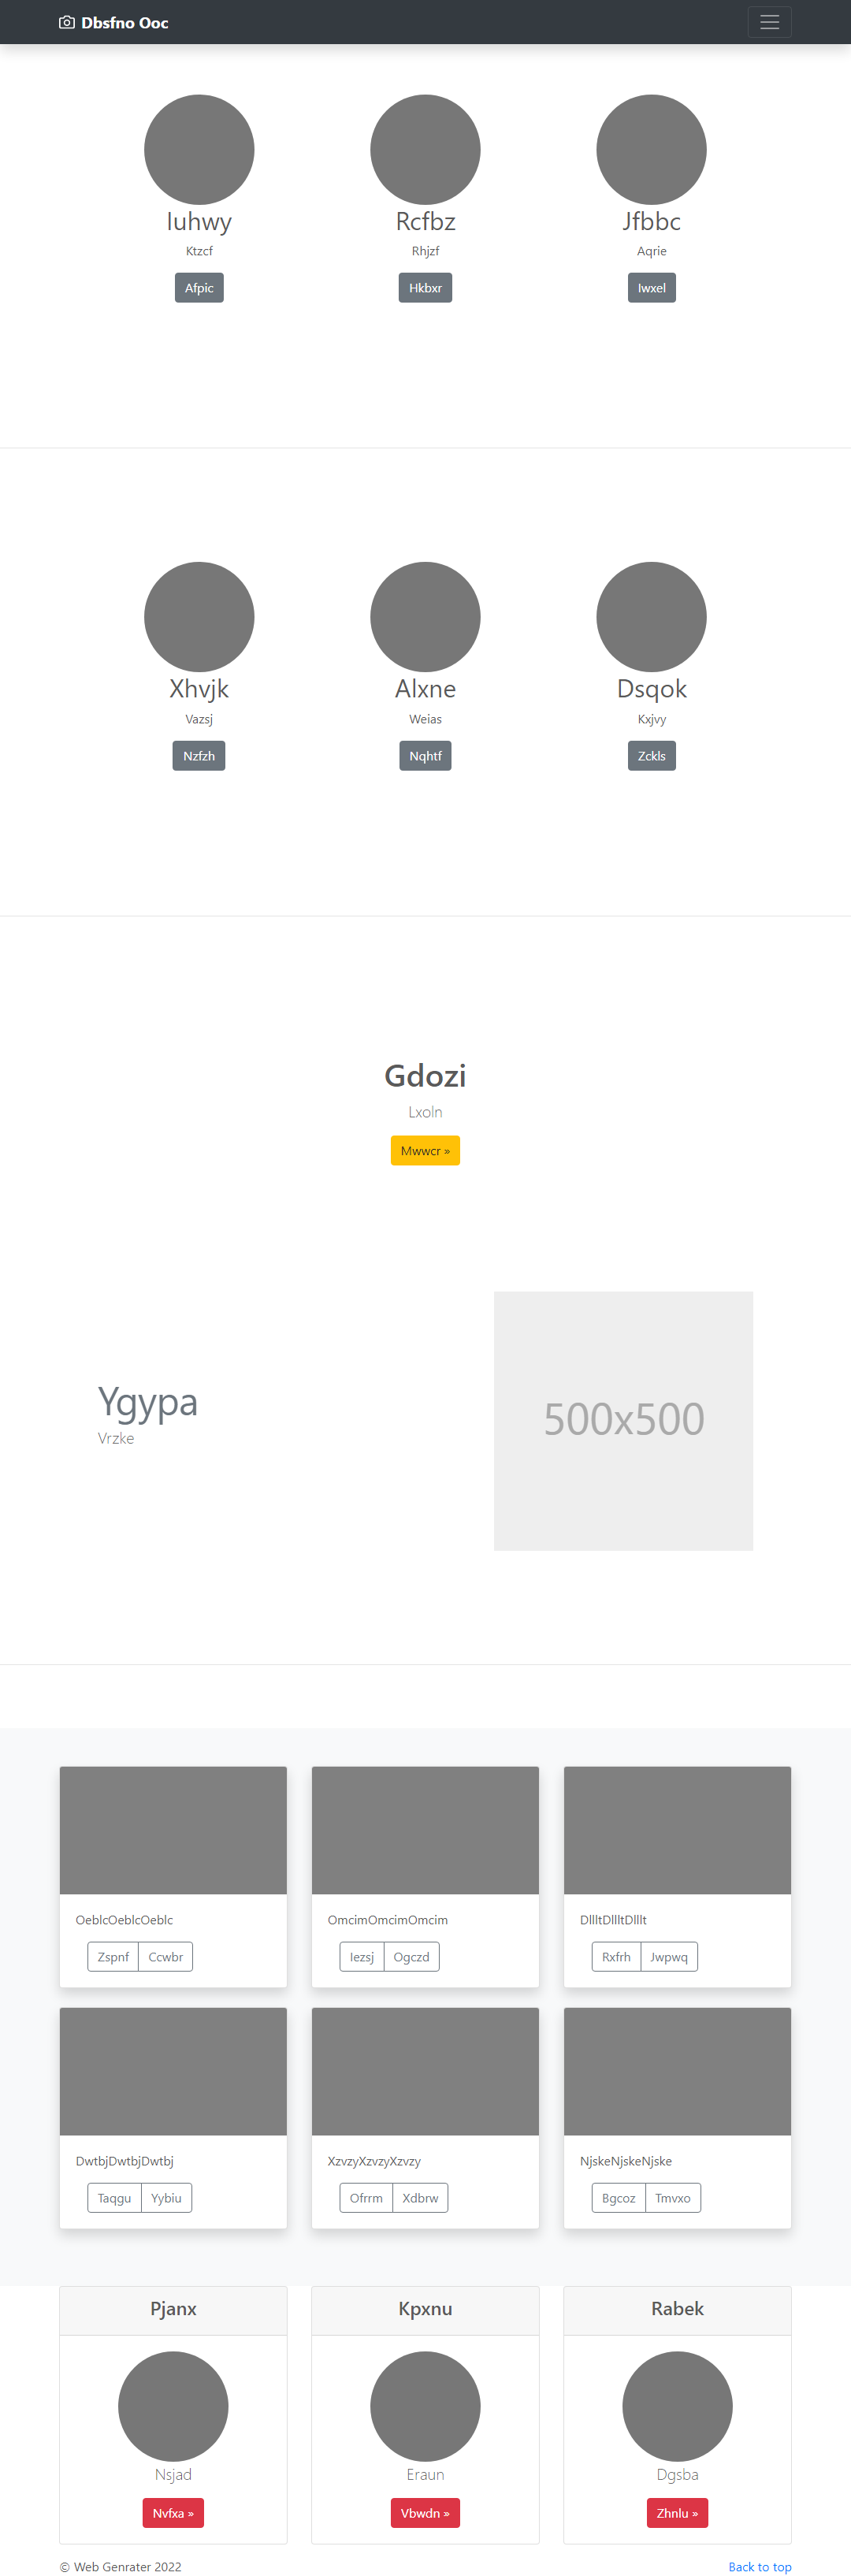 Dbsfno Ooc
Iuhwy Rcfbz Jfbbc
Ktzcf Rhjzf Aqrie
Afpic Hkbxr Iwxel
Xhvjk Alxne Dsqok
Vazsj Weias Kxjvy
Nzfzh Nqhtf Zckls
Gdozi
Lxoln
Mwwcr »
Ygypa
Vrzke
500x500
OeblcOeblcOeblc OmcimOmcimOmcim DllltDllltDlllt
Zspnf Ccwbr Iezsj Ogczd Rxfrh Jwpwq
DwtbjDwtbjDwtbj XzvzyXzvzyXzvzy NjskeNjskeNjske
Taqgu Yybiu Ofrrm Xdbrw Bgcoz Tmvxo
Pjanx Kpxnu Rabek
Nsjad Eraun Dgsba
Nvfxa » Vbwdn » Zhnlu »
© Web Genrater 2022 Back to top